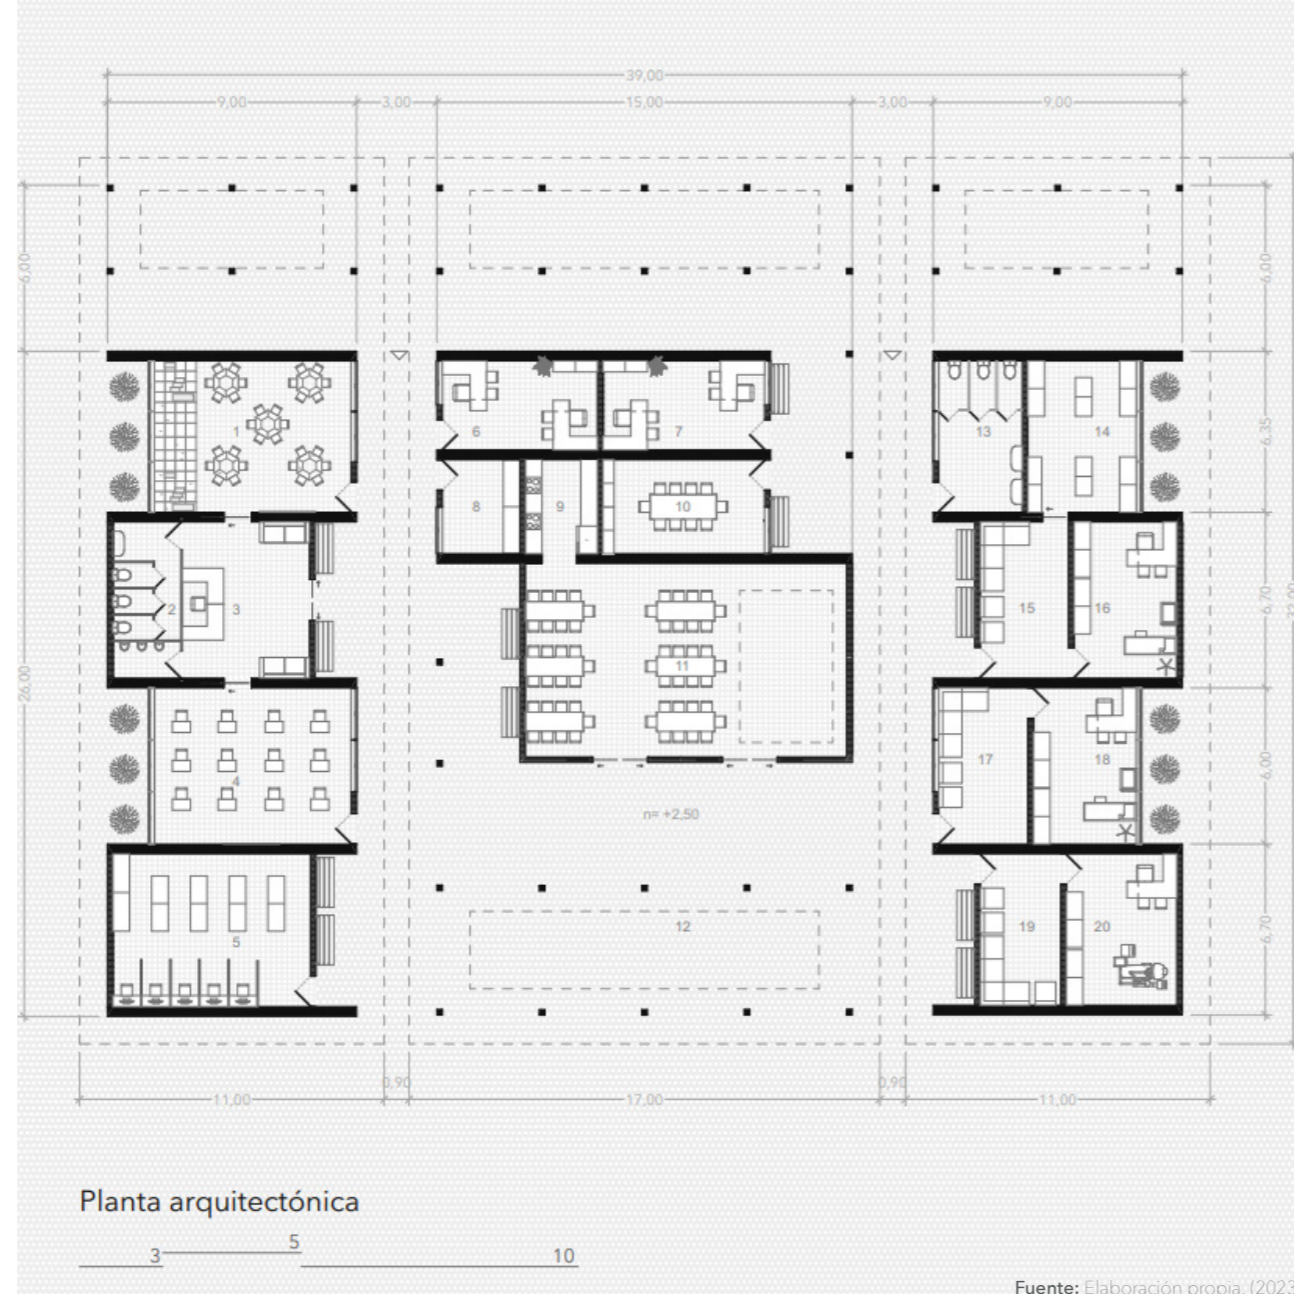 39,00
9,00 3,00 15,00 3,00 9,00
6,00 6,00
1 6 7 13 14
6,35
8 9 10
2 3 15 16
6,70
32,00
11
26,00
4 17 18
6,00
n= +2,50
5 12 19 20
6,70
0,90 0,90
11,00 17,00 11,00
Planta arquitectónica
3 5 10
Fuente: Elaboración propia. (2023